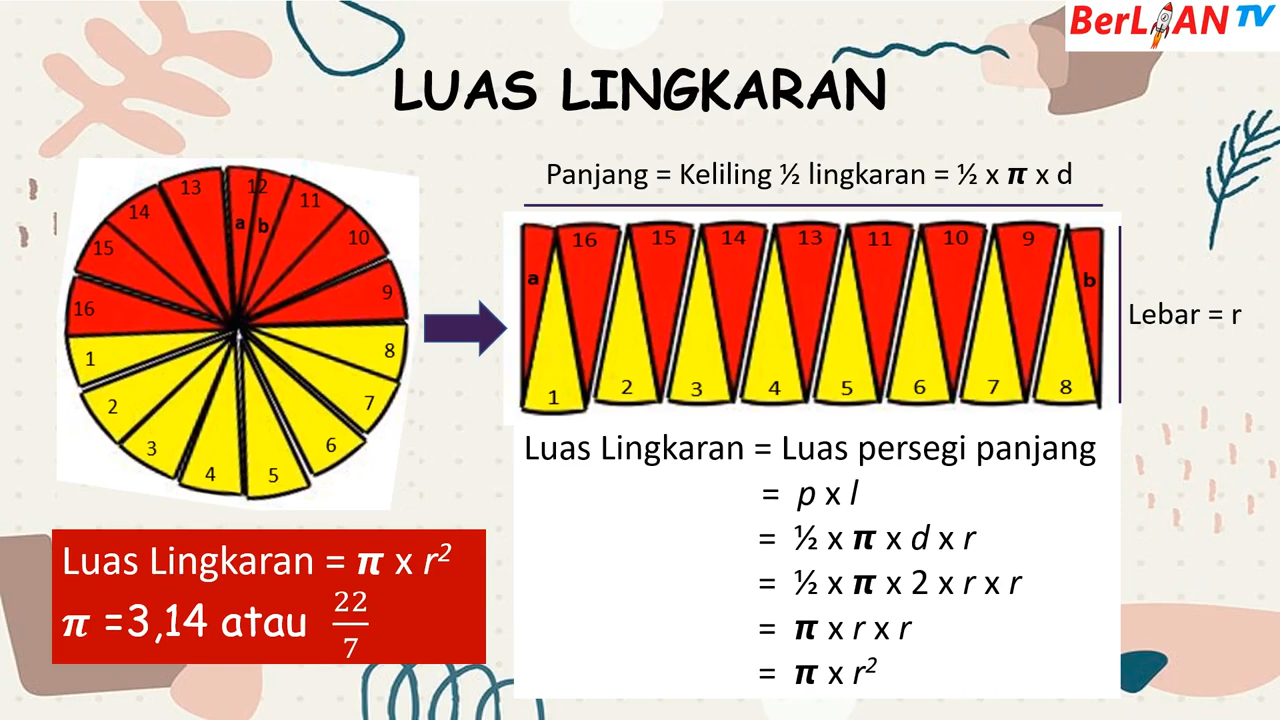 BerLIAN TV
LUAS LINGKARAN
Panjang = Keliling ½ lingkaran = ½ x π x d
13 12 11
14 a b 10
15 9
16 8
1 7
2 6
3 4 5
16 15 14 13 11 10 9
a b
1 2 3 4 5 6 7 8
Lebar = r
Luas Lingkaran = Luas persegi panjang
= p x l
= ½ x π x d x r
= ½ x π x 2 x r x r
= π x r x r
= π x r²
Luas Lingkaran = π x r²
π =3,14 atau 22/7